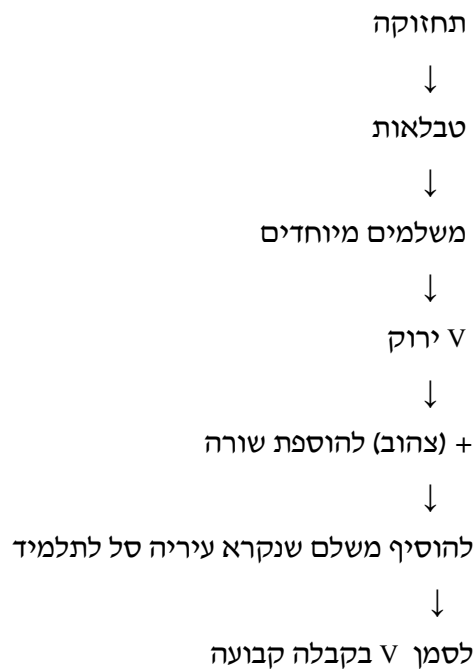 תחזוקה
↓
טבלאות
↓
משלמים מיוחדים
↓
V ירוק
↓
+ (צהוב) להוספת שורה
↓
להוסיף משלם שנקרא עיריה סל לתלמיד
↓
לסמן V בקבלה קבועה